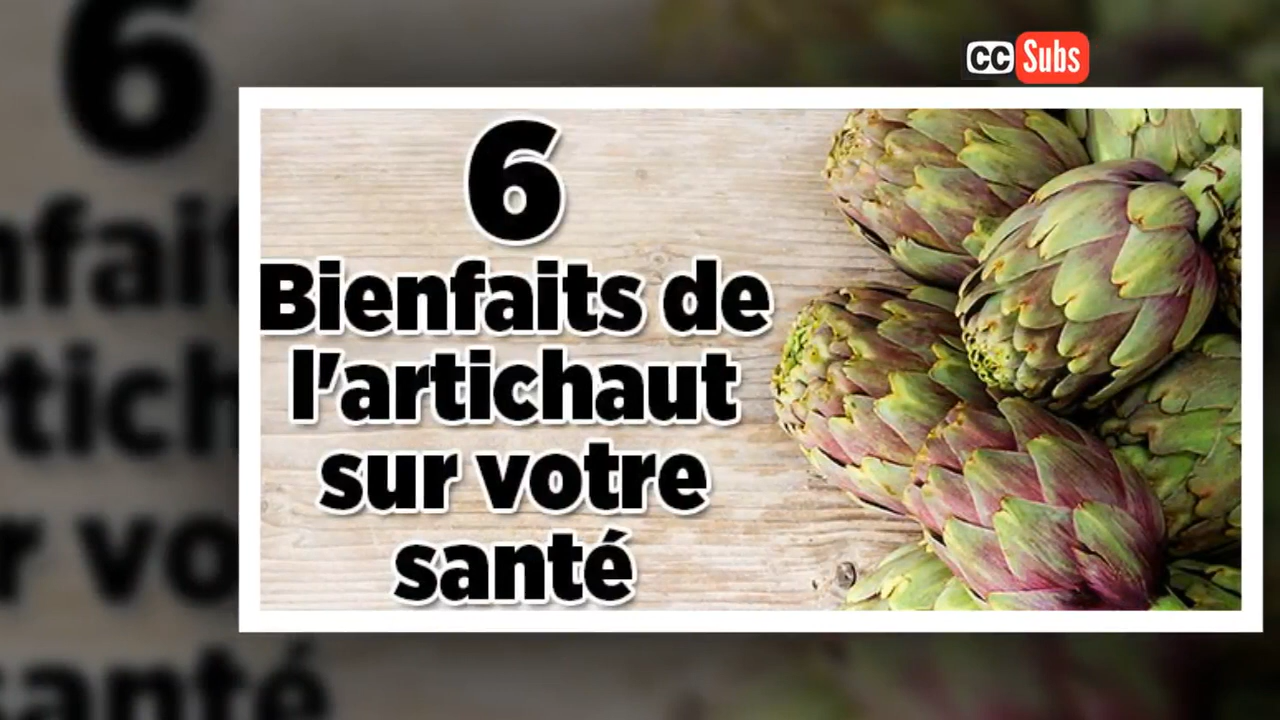 CC Subs
6
Bienfaits de
l'artichaut
sur votre
santé